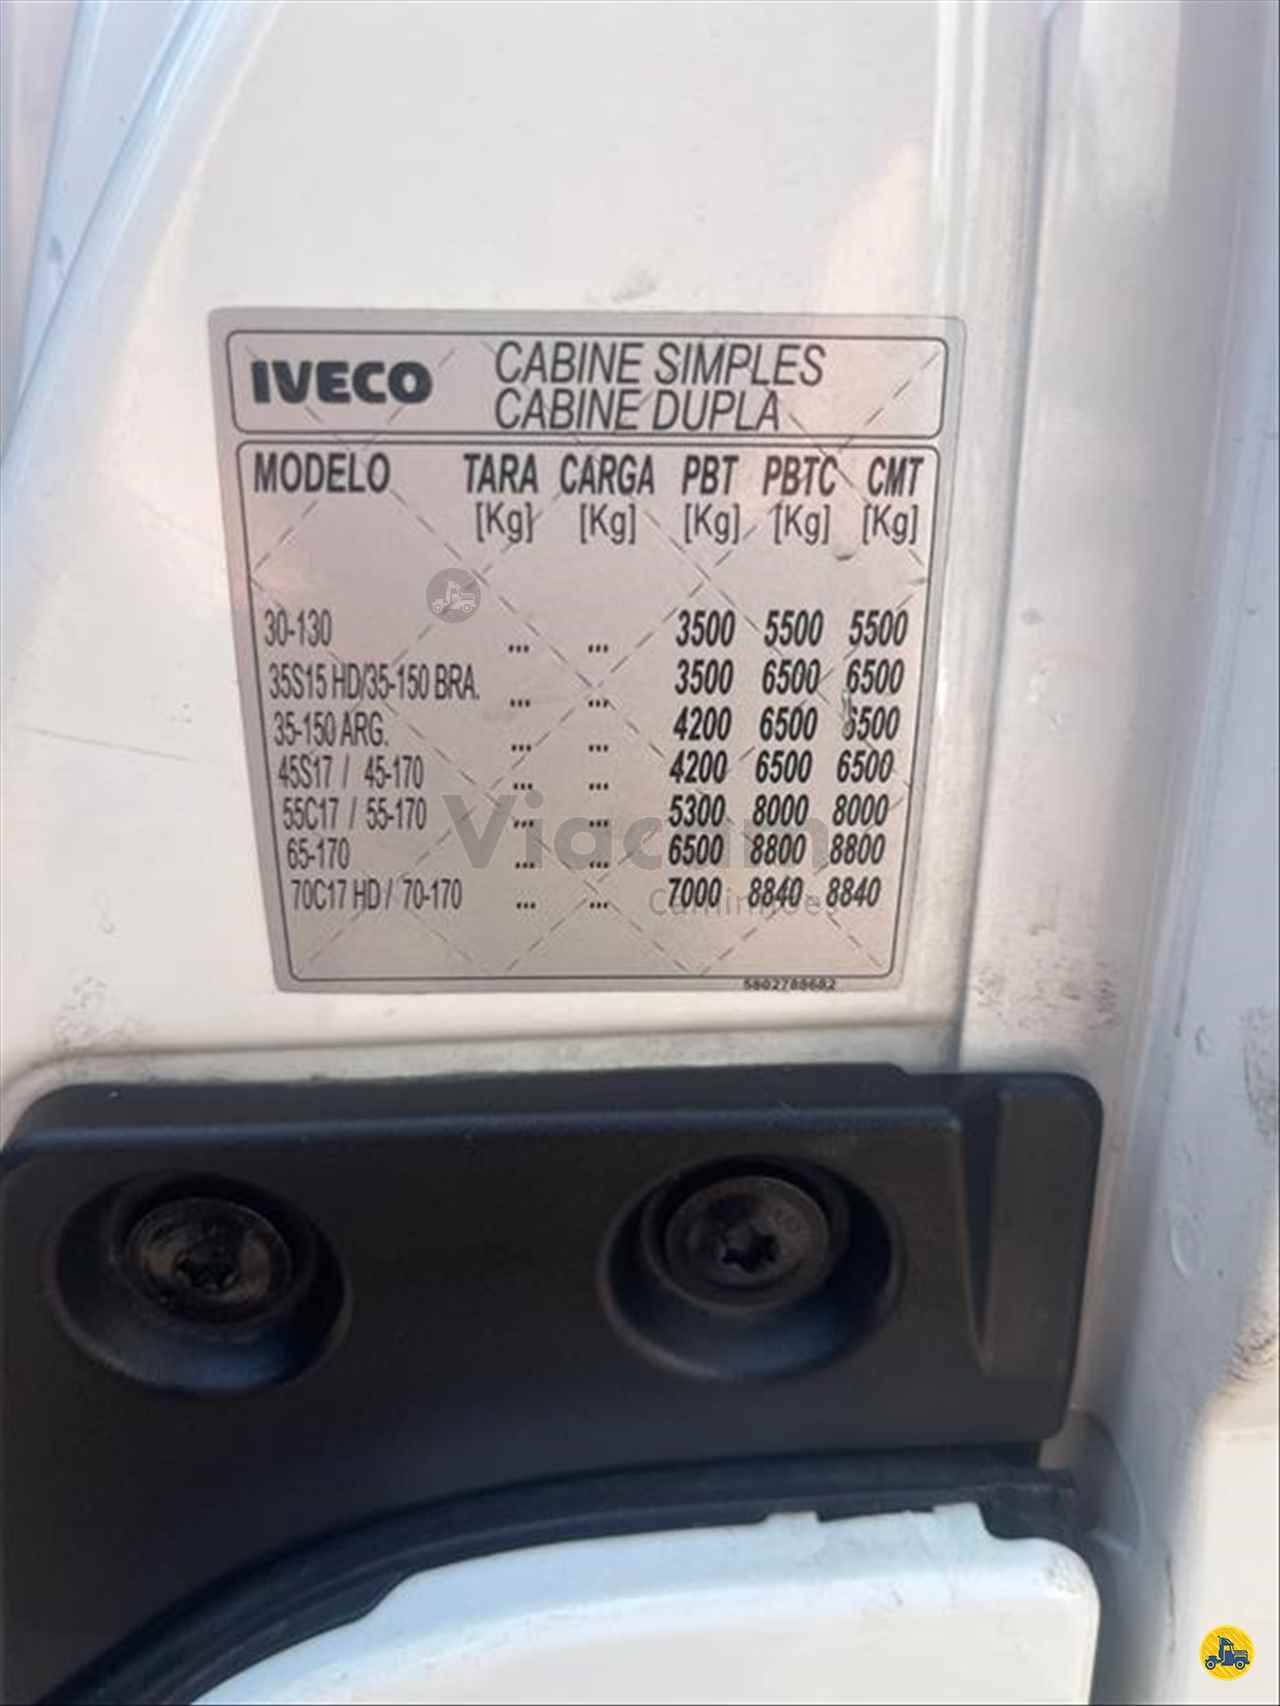 IVECO CABINE SIMPLES
CABINE DUPLA
MODELO TARA CARGA PBT PBTC CMT
[Kg] [Kg] [Kg] [Kg] [Kg]
30-130 ... ... 3500 5500 5500
35S15 HD/35-150 BRA. ... ... 3500 6500 6500
35-150 ARG. ... ... 4200 6500 6500
45S17 / 45-170 ... ... 4200 6500 6500
55C17 / 55-170 ... ... 5300 8000 8000
65-170 ... ... 6500 8800 8800
70C17 HD / 70-170 ... ... 7000 8840 8840
5802788682
Viacam
Caminhões